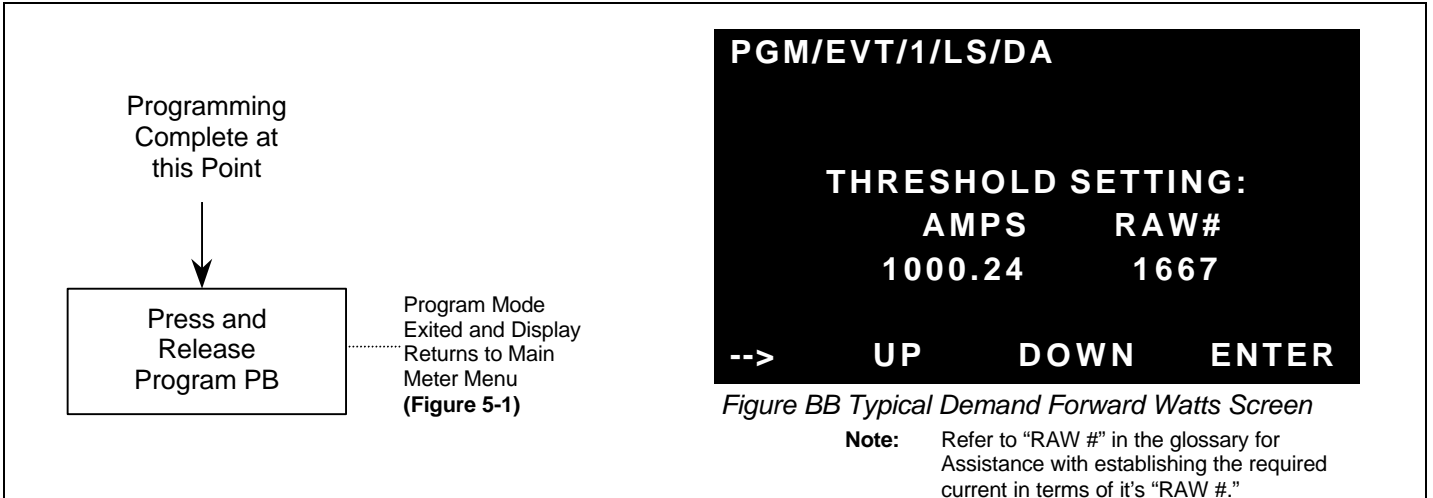 Programming
Complete at
this Point
Press and
Release
Program PB
Program Mode
Exited and Display
Returns to Main
Meter Menu
(Figure 5-1)
PGM/EVT/1/LS/DA
THRESHOLD SETTING:
AMPS RAW#
1000.24 1667
--> UP DOWN ENTER
Figure BB Typical Demand Forward Watts Screen
Note: Refer to “RAW #” in the glossary for
Assistance with establishing the required
current in terms of it’s “RAW #.”